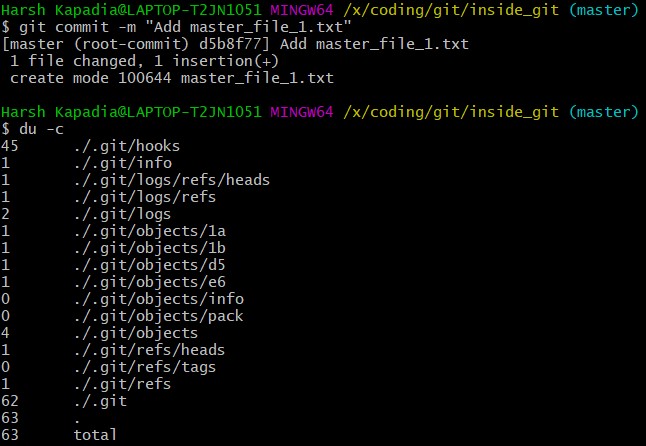 Harsh Kapadia@LAPTOP-T2JN1O51 MINGW64 /x/coding/git/inside_git (master)
$ git commit -m "Add master_file_1.txt"
[master (root-commit) d5b8f77] Add master_file_1.txt
 1 file changed, 1 insertion(+)
 create mode 100644 master_file_1.txt

Harsh Kapadia@LAPTOP-T2JN1O51 MINGW64 /x/coding/git/inside_git (master)
$ du -c
45      ./.git/hooks
1       ./.git/info
1       ./.git/logs/refs/heads
1       ./.git/logs/refs
2       ./.git/logs
1       ./.git/objects/1a
1       ./.git/objects/1b
1       ./.git/objects/d5
1       ./.git/objects/e6
0       ./.git/objects/info
0       ./.git/objects/pack
4       ./.git/objects
1       ./.git/refs/heads
0       ./.git/refs/tags
1       ./.git/refs
62      ./.git
63      .
63      total